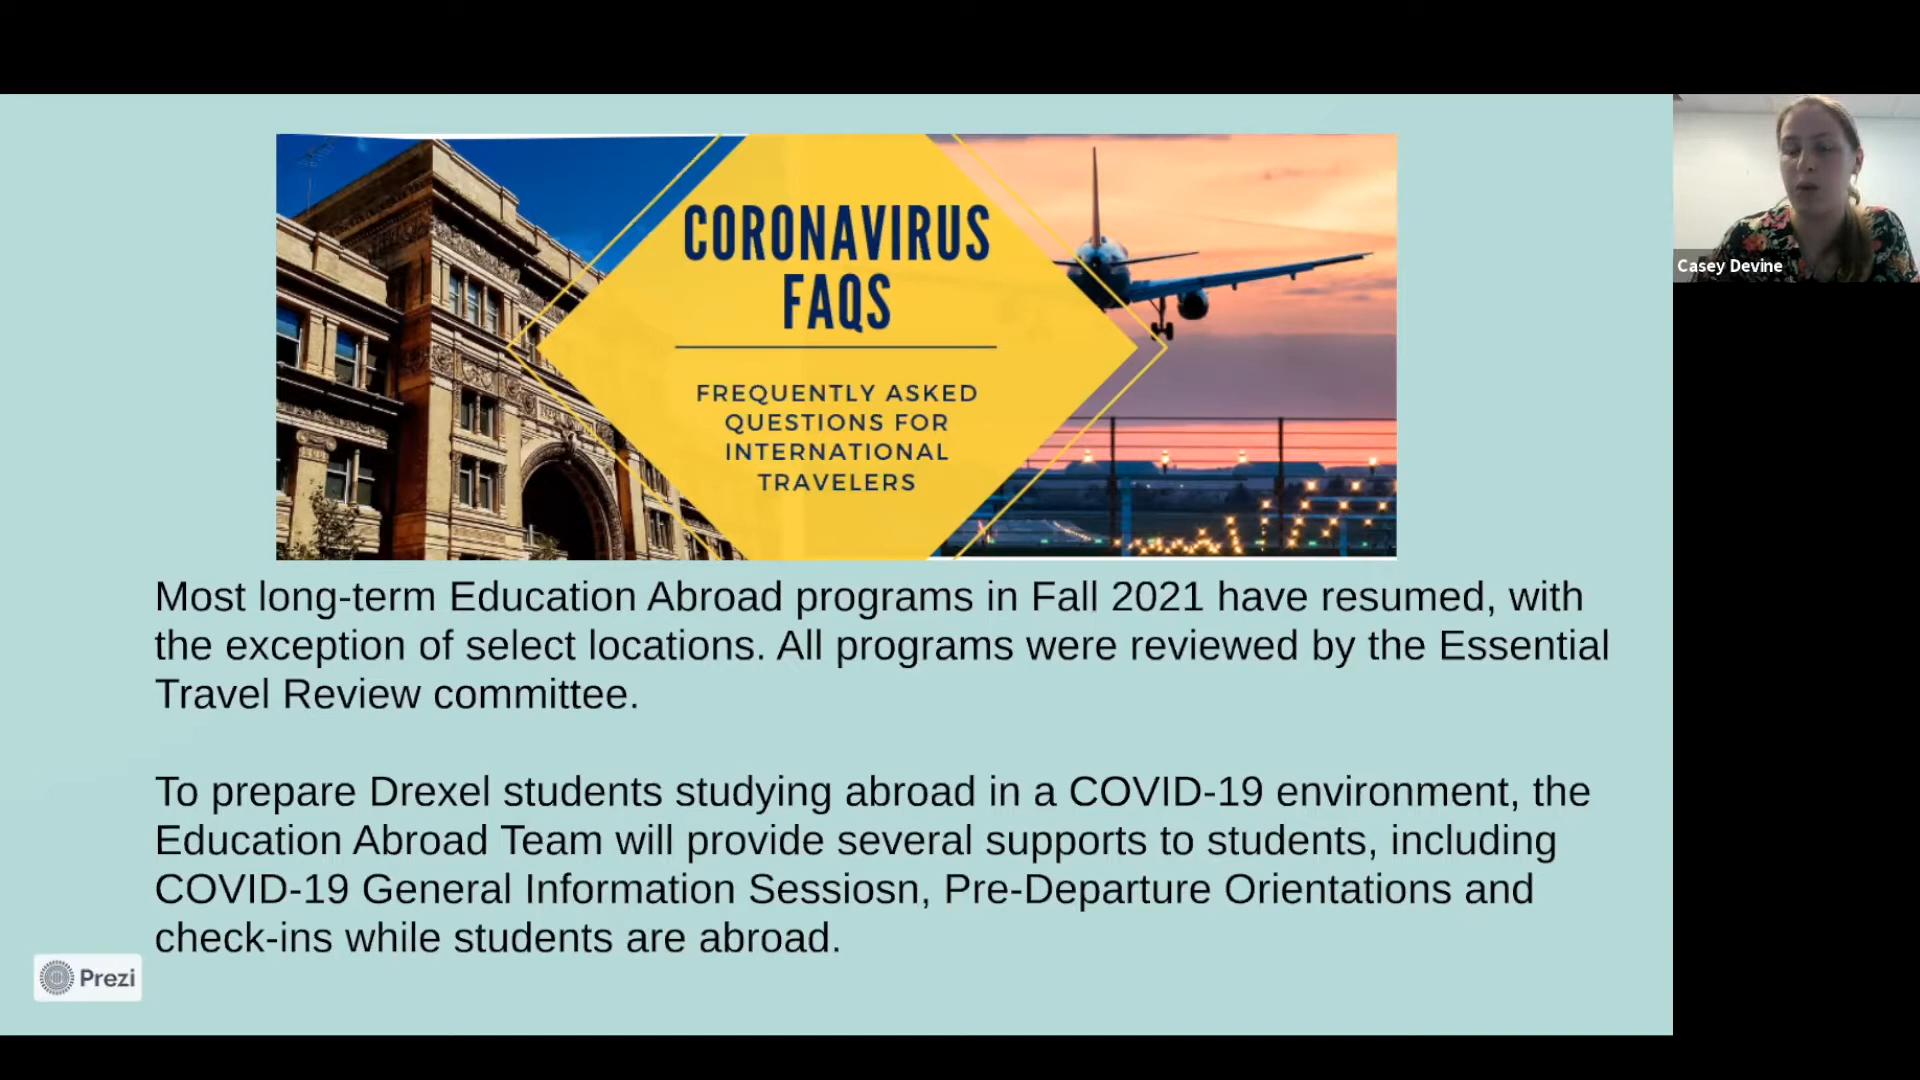 CORONAVIRUS
FAQS
FREQUENTLY ASKED
QUESTIONS FOR
INTERNATIONAL
TRAVELERS
Casey Devine
Most long-term Education Abroad programs in Fall 2021 have resumed, with
the exception of select locations. All programs were reviewed by the Essential
Travel Review committee.
To prepare Drexel students studying abroad in a COVID-19 environment, the
Education Abroad Team will provide several supports to students, including
COVID-19 General Information Sessiosn, Pre-Departure Orientations and
check-ins while students are abroad.
Prezi